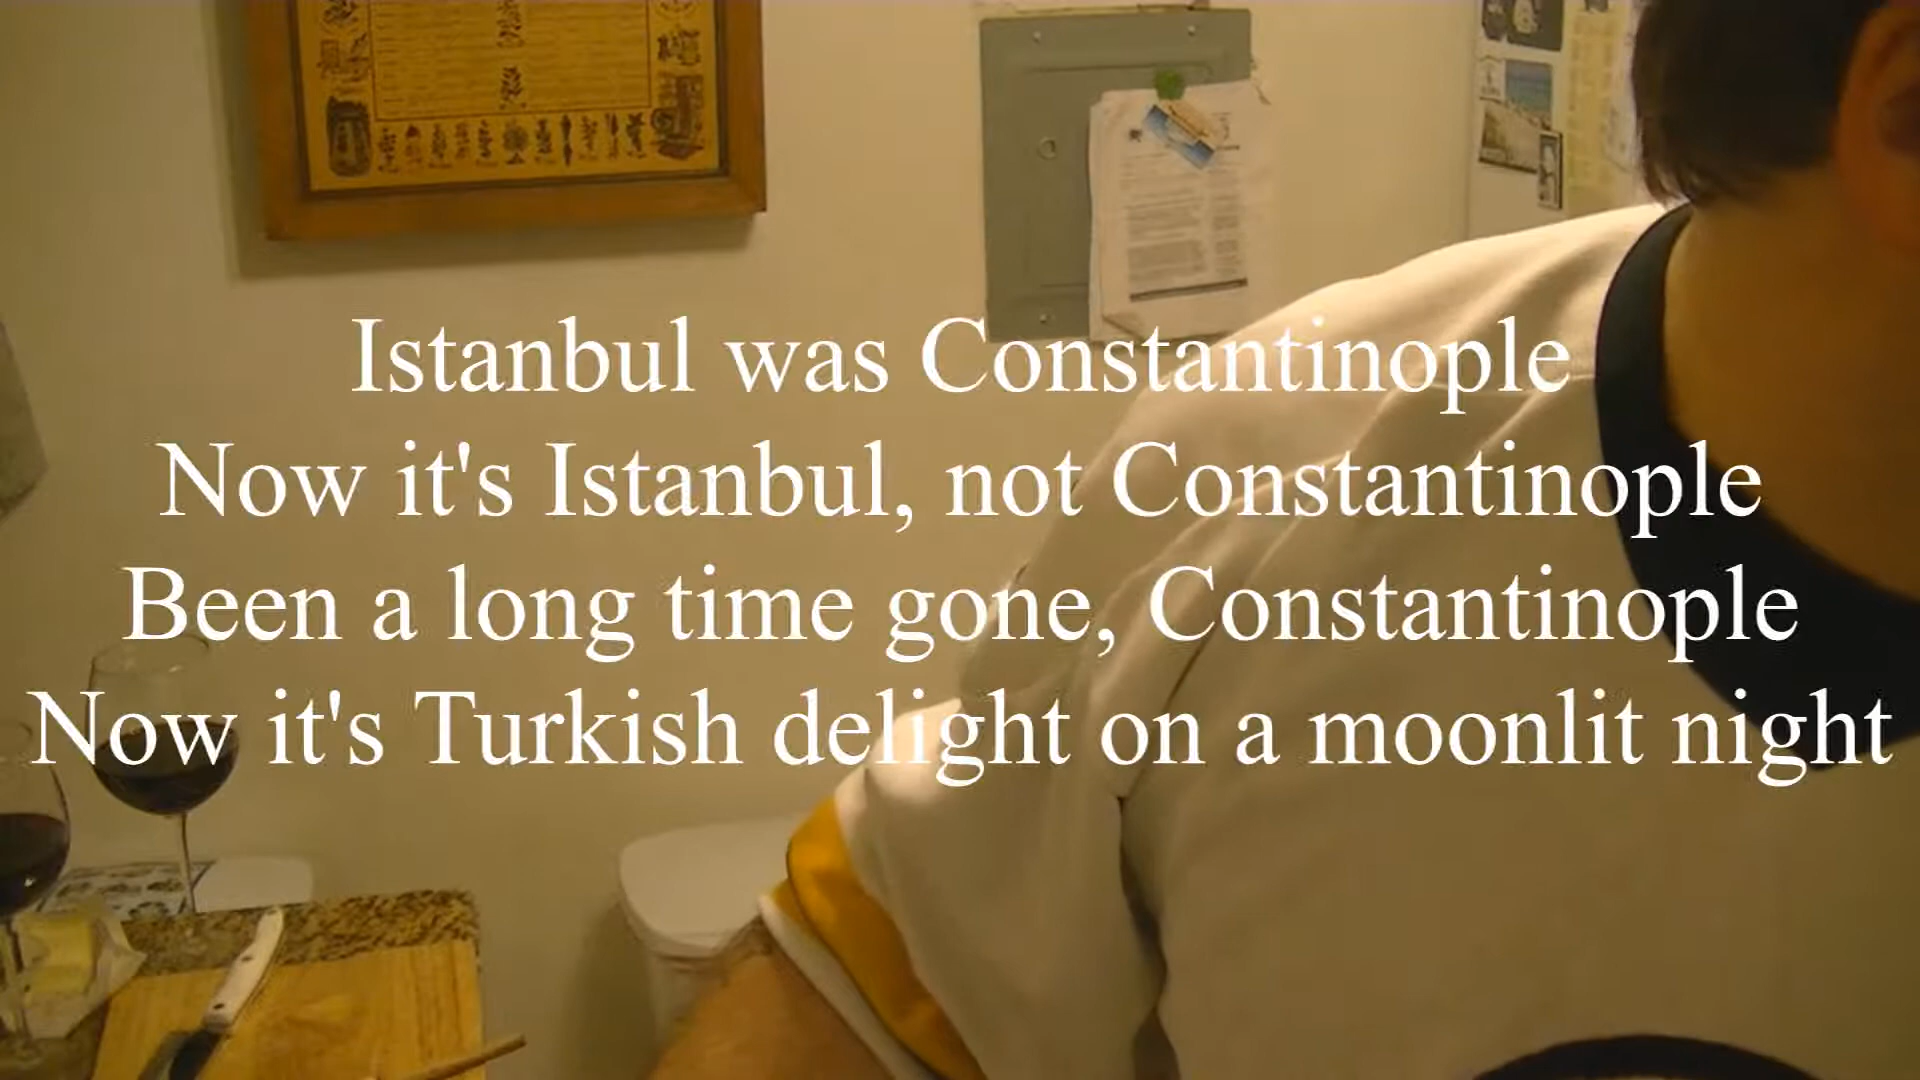 Istanbul was Constantinople
Now it's Istanbul, not Constantinople
Been a long time gone, Constantinople
Now it's Turkish delight on a moonlit night